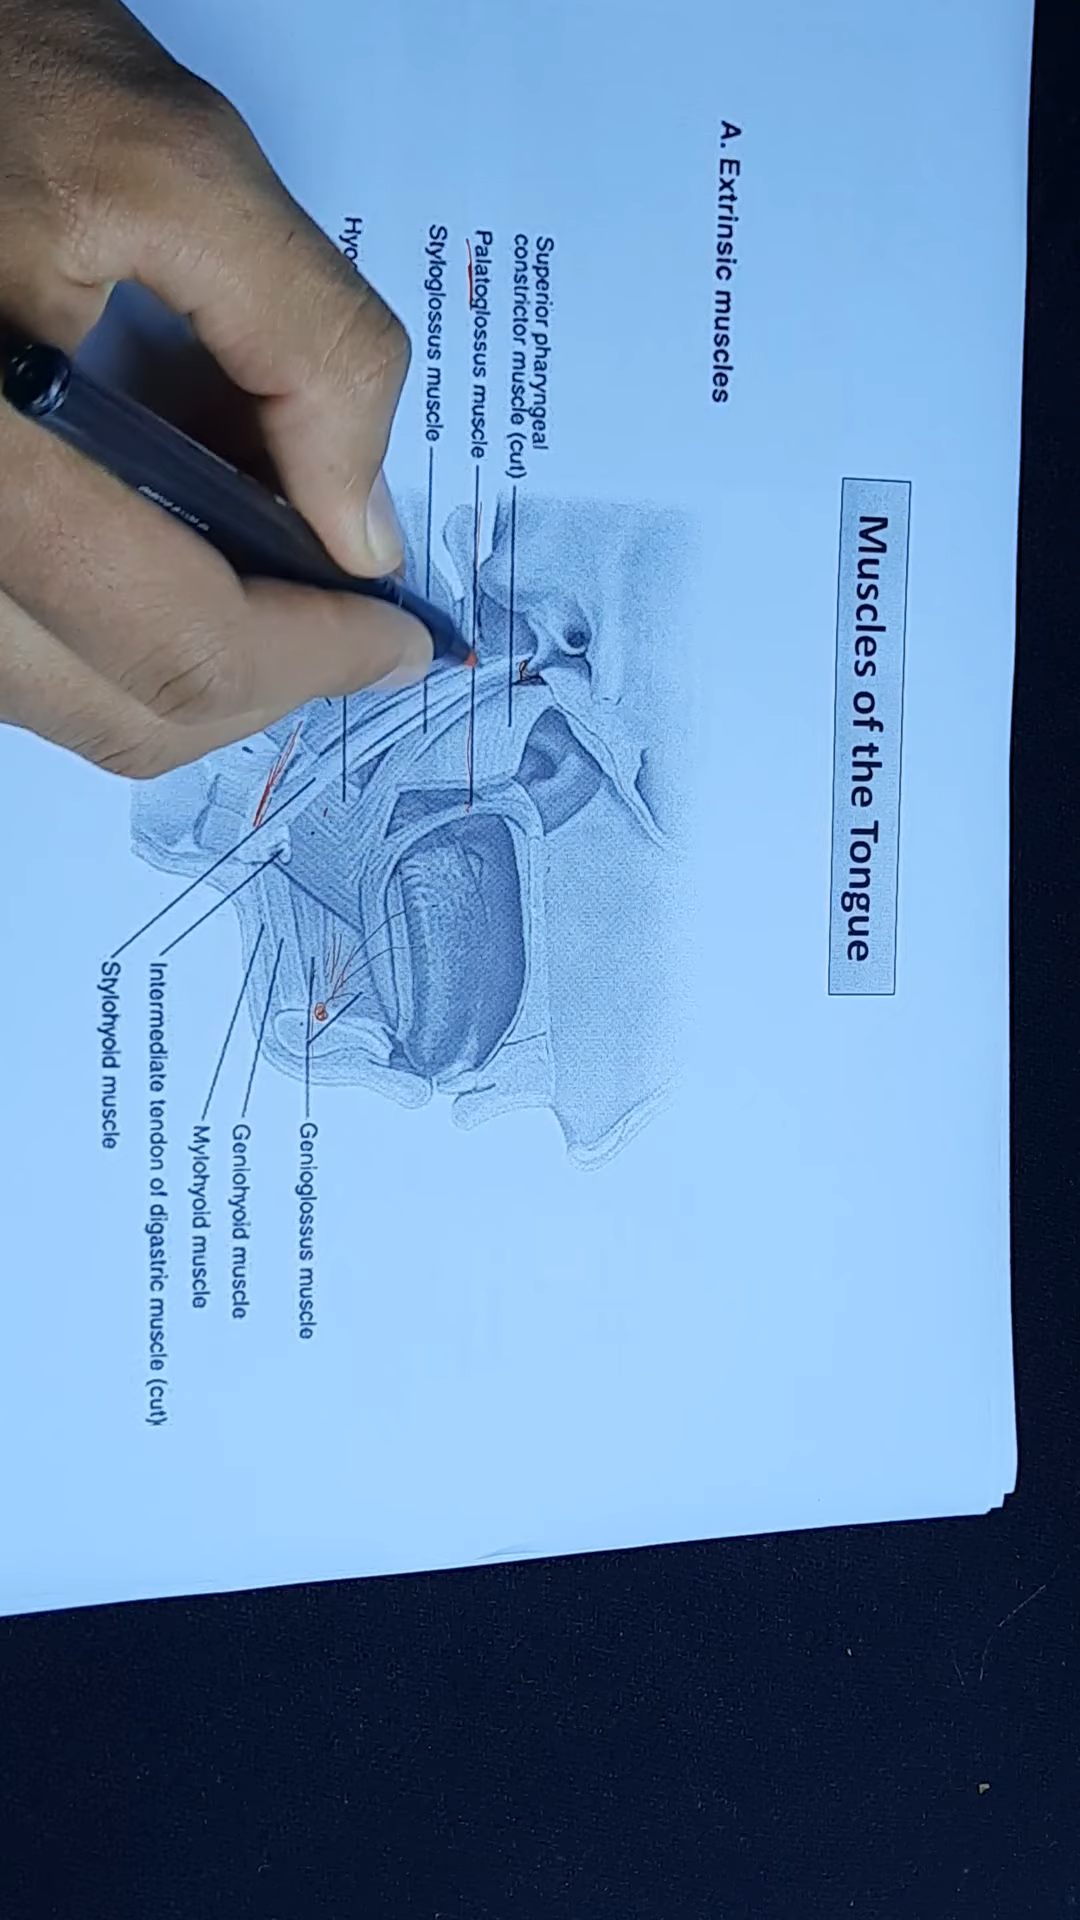 Muscles of the Tongue
A. Extrinsic muscles
Superior pharyngeal
constrictor muscle (cut)
Palatoglossus muscle
Styloglossus muscle
Hyo
Genioglossus muscle
Geniohyoid muscle
Mylohyoid muscle
Intermediate tendon of digastric muscle (cut)
Stylohyoid muscle